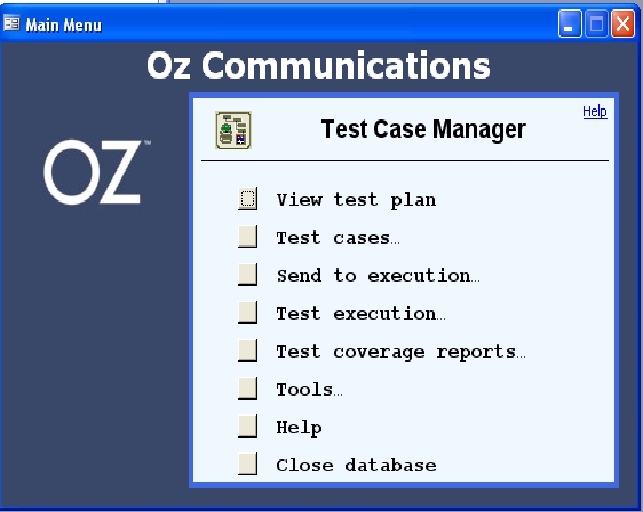 Main Menu
Oz Communications
Help
Test Case Manager
OZ™
View test plan
Test cases…
Send to execution…
Test execution…
Test coverage reports…
Tools…
Help
Close database